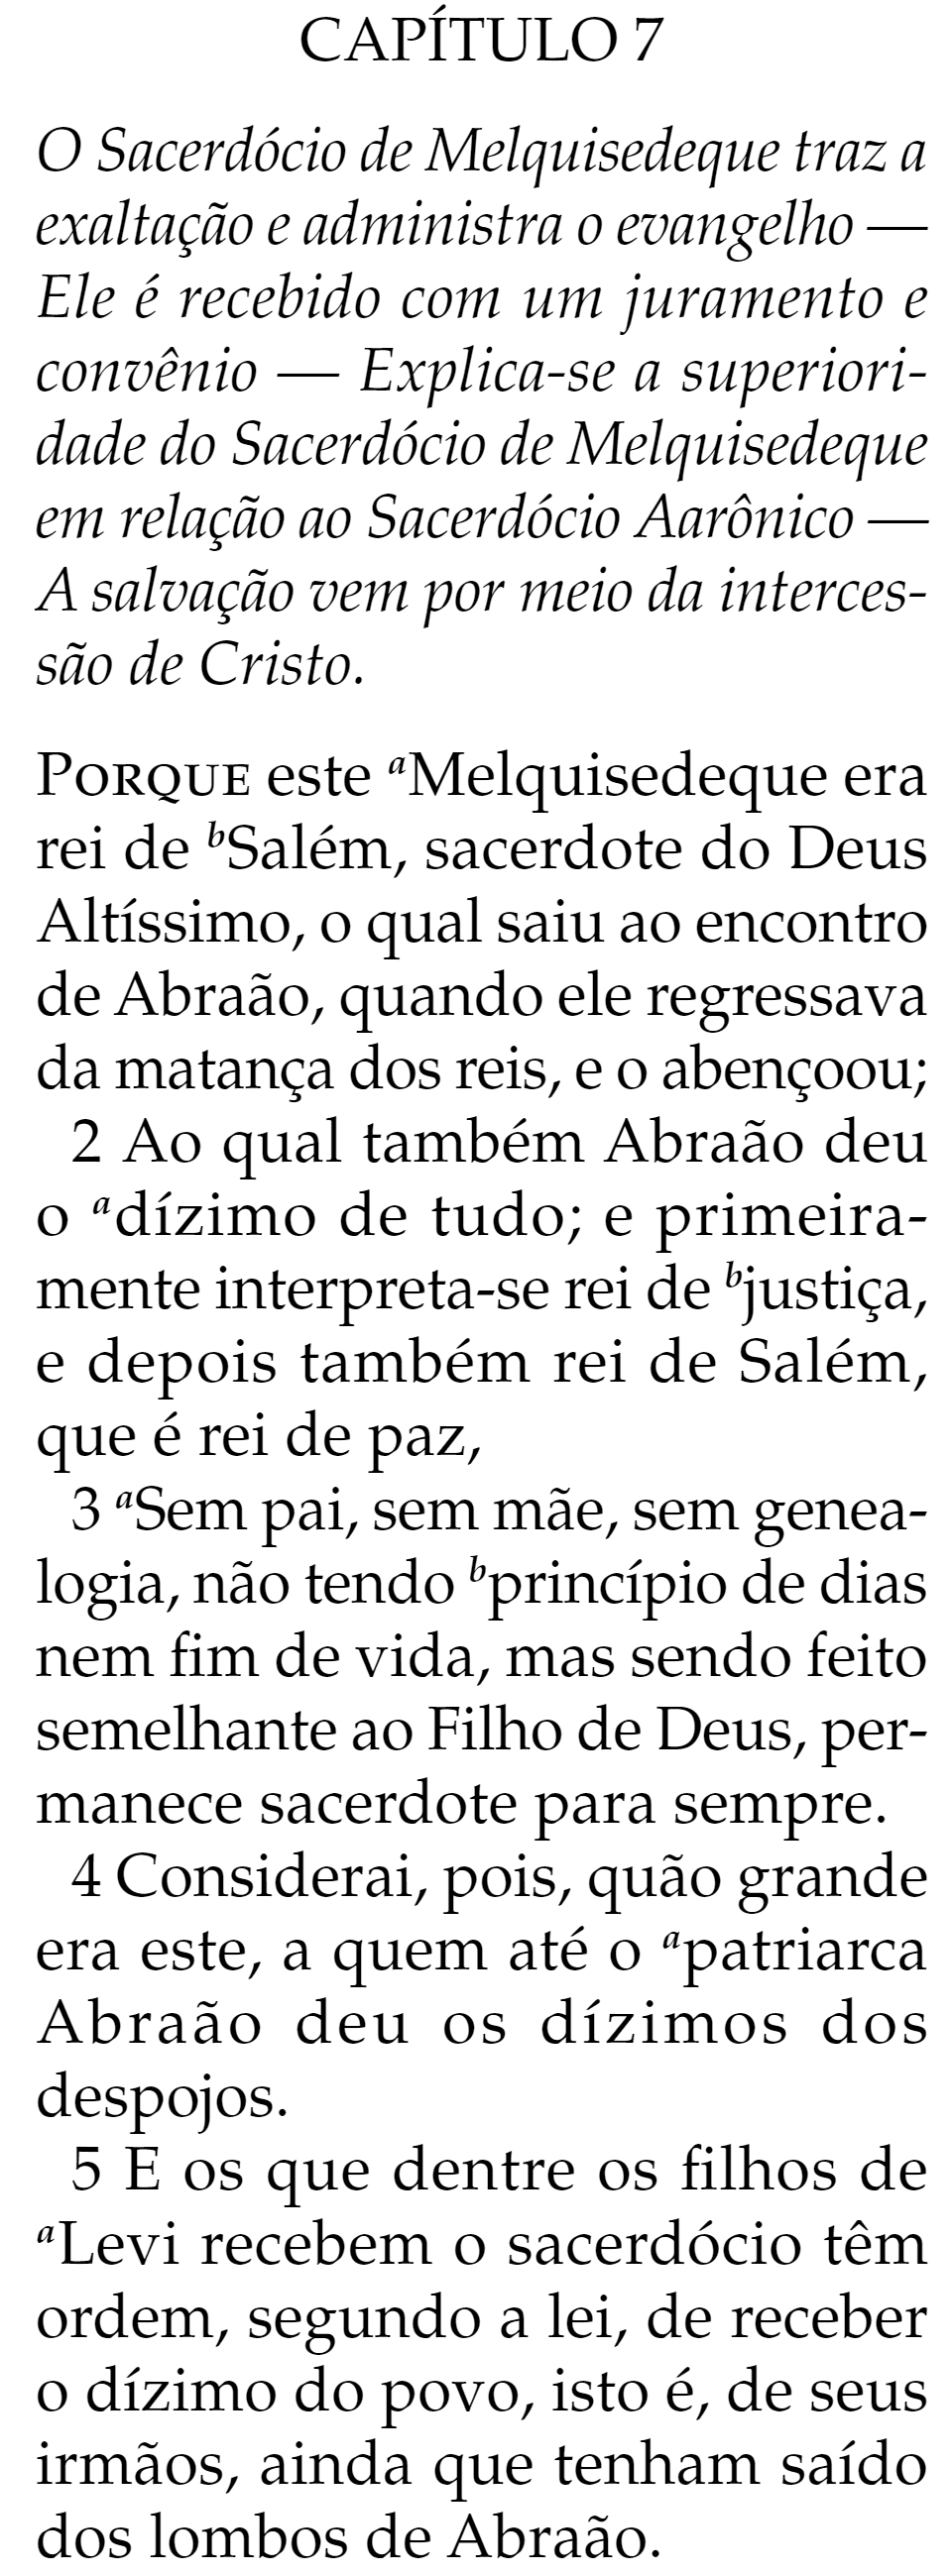 CAPÍTULO 7
O Sacerdócio de Melquisedeque traz a
exaltação e administra o evangelho —
Ele é recebido com um juramento e
convênio — Explica-se a superiori-
dade do Sacerdócio de Melquisedeque
em relação ao Sacerdócio Aarônico —
A salvação vem por meio da interces-
são de Cristo.
PORQUE este aMelquisedeque era
rei de bSalém, sacerdote do Deus
Altíssimo, o qual saiu ao encontro
de Abraão, quando ele regressava
da matança dos reis, e o abençoou;
2 Ao qual também Abraão deu
o adízimo de tudo; e primeira-
mente interpreta-se rei de bjustiça,
e depois também rei de Salém,
que é rei de paz,
3 aSem pai, sem mãe, sem genea-
logia, não tendo bprincípio de dias
nem fim de vida, mas sendo feito
semelhante ao Filho de Deus, per-
manece sacerdote para sempre.
4 Considerai, pois, quão grande
era este, a quem até o apatriarca
Abraão deu os dízimos dos
despojos.
5 E os que dentre os filhos de
aLevi recebem o sacerdócio têm
ordem, segundo a lei, de receber
o dízimo do povo, isto é, de seus
irmãos, ainda que tenham saído
dos lombos de Abraão.